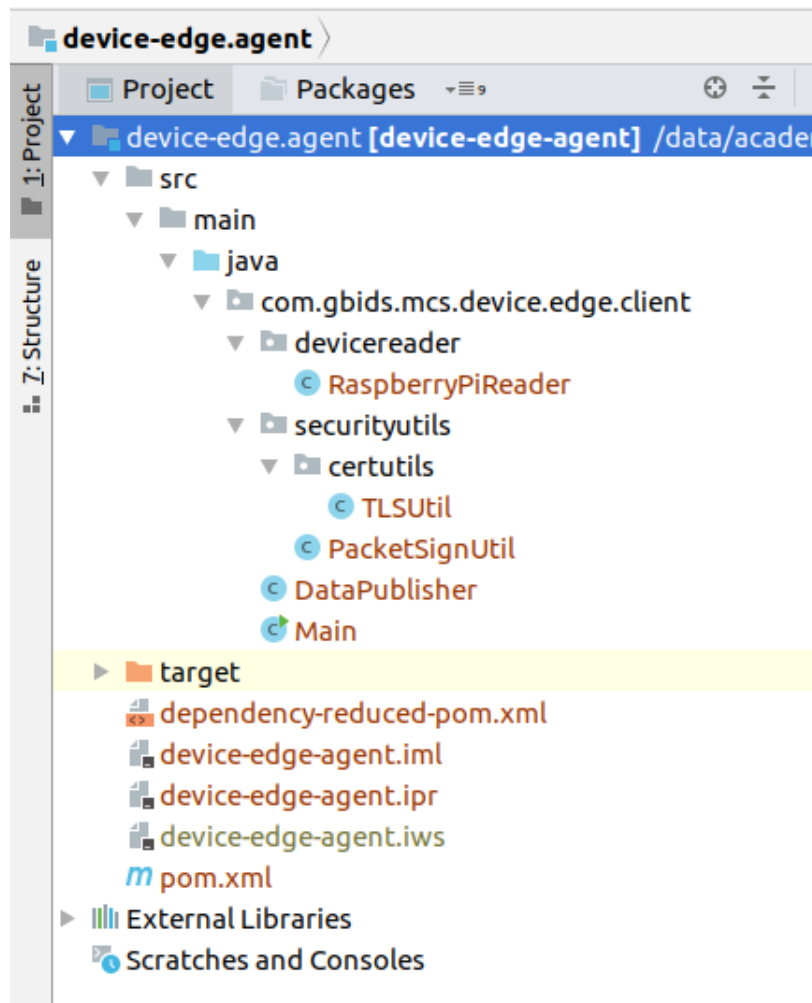 device-edge.agent
1: Project
7: Structure
Project Packages 9
device-edge.agent [device-edge-agent] /data/acade
src
main
java
com.gbids.mcs.device.edge.client
devicereader
RaspberryPiReader
securityutils
certutils
TLSUtil
PacketSignUtil
DataPublisher
Main
target
dependency-reduced-pom.xml
device-edge-agent.iml
device-edge-agent.ipr
device-edge-agent.iws
pom.xml
External Libraries
Scratches and Consoles